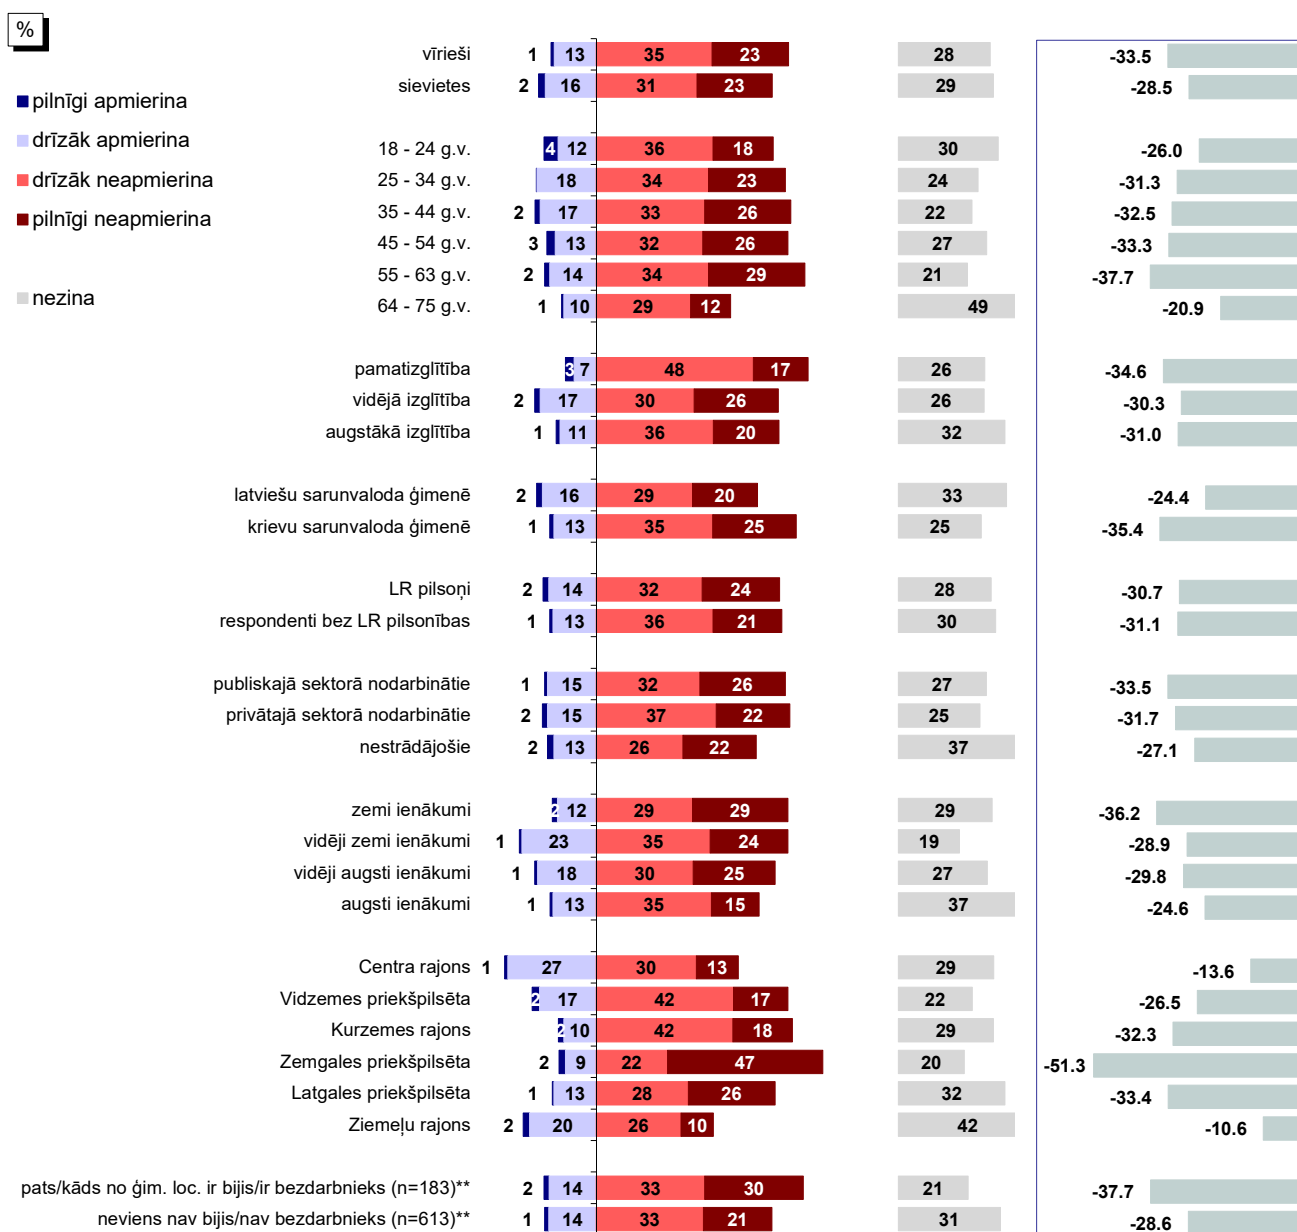 %
pilnīgi apmierina
drīzāk apmierina
drīzāk neapmierina
pilnīgi neapmierina
nezina
vīrieši 1 13 35 23 28 -33.5
sievietes 2 16 31 23 29 -28.5
18 - 24 g.v. 4 12 36 18 30 -26.0
25 - 34 g.v. 18 34 23 24 -31.3
35 - 44 g.v. 2 17 33 26 22 -32.5
45 - 54 g.v. 3 13 32 26 27 -33.3
55 - 63 g.v. 2 14 34 29 21 -37.7
64 - 75 g.v. 1 10 29 12 49 -20.9
pamatizglītība 3 7 48 17 26 -34.6
vidējā izglītība 2 17 30 26 26 -30.3
augstākā izglītība 1 11 36 20 32 -31.0
latviešu sarunvaloda ģimenē 2 16 29 20 33 -24.4
krievu sarunvaloda ģimenē 1 13 35 25 25 -35.4
LR pilsoņi 2 14 32 24 28 -30.7
respondenti bez LR pilsonības 1 13 36 21 30 -31.1
publiskajā sektorā nodarbinātie 1 15 32 26 27 -33.5
privātajā sektorā nodarbinātie 2 15 37 22 25 -31.7
nestrādājošie 2 13 26 22 37 -27.1
zemi ienākumi 2 12 29 29 29 -36.2
vidēji zemi ienākumi 1 23 35 24 19 -28.9
vidēji augsti ienākumi 1 18 30 25 27 -29.8
augsti ienākumi 1 13 35 15 37 -24.6
Centra rajons 1 27 30 13 29 -13.6
Vidzemes priekšpilsēta 2 17 42 17 22 -26.5
Kurzemes rajons 2 10 42 18 29 -32.3
Zemgales priekšpilsēta 2 9 22 47 20 -51.3
Latgales priekšpilsēta 1 13 28 26 32 -33.4
Ziemeļu rajons 2 20 26 10 42 -10.6
pats/kāds no ģim. loc. ir bijis/ir bezdarbnieks (n=183)** 2 14 33 30 21 -37.7
neviens nav bijis/nav bezdarbnieks (n=613)** 1 14 33 21 31 -28.6